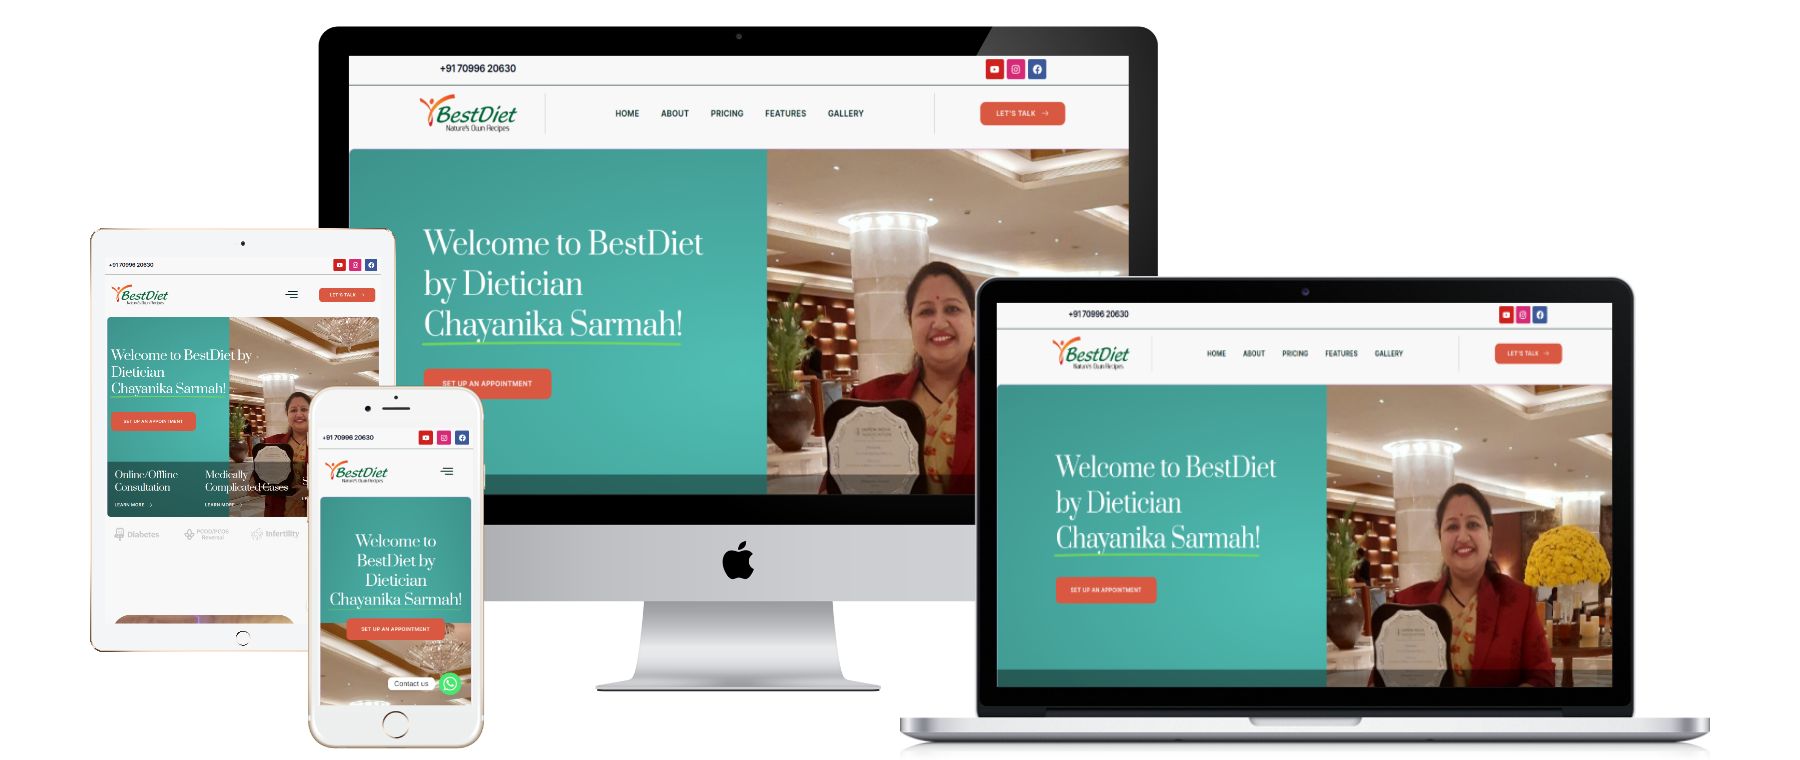 +91 70996 20630
BestDiet
Nature's Own Recipes
HOME ABOUT PRICING FEATURES GALLERY
LET'S TALK
Welcome to BestDiet
by Dietician
Chayanika Sarmah!
SET UP AN APPOINTMENT
+91 70996 20630
BestDiet
Nature's Own Recipes
LET'S TALK
Welcome to BestDiet by
Dietician
Chayanika Sarmah!
SET UP AN APPOINTMENT
Online/Offline
Consultation
LEARN MORE
Medically
Complicated Cases
LEARN MORE
S
Diabetes
PCOD/PCOS
Reversal
Infertility
+91 70996 20630
BestDiet
Nature's Own Recipes
Welcome to
BestDiet by
Dietician
Chayanika Sarmah!
SET UP AN APPOINTMENT
Contact us
+91 70996 20630
BestDiet
Nature's Own Recipes
HOME ABOUT PRICING FEATURES GALLERY
LET'S TALK
Welcome to BestDiet
by Dietician
Chayanika Sarmah!
SET UP AN APPOINTMENT